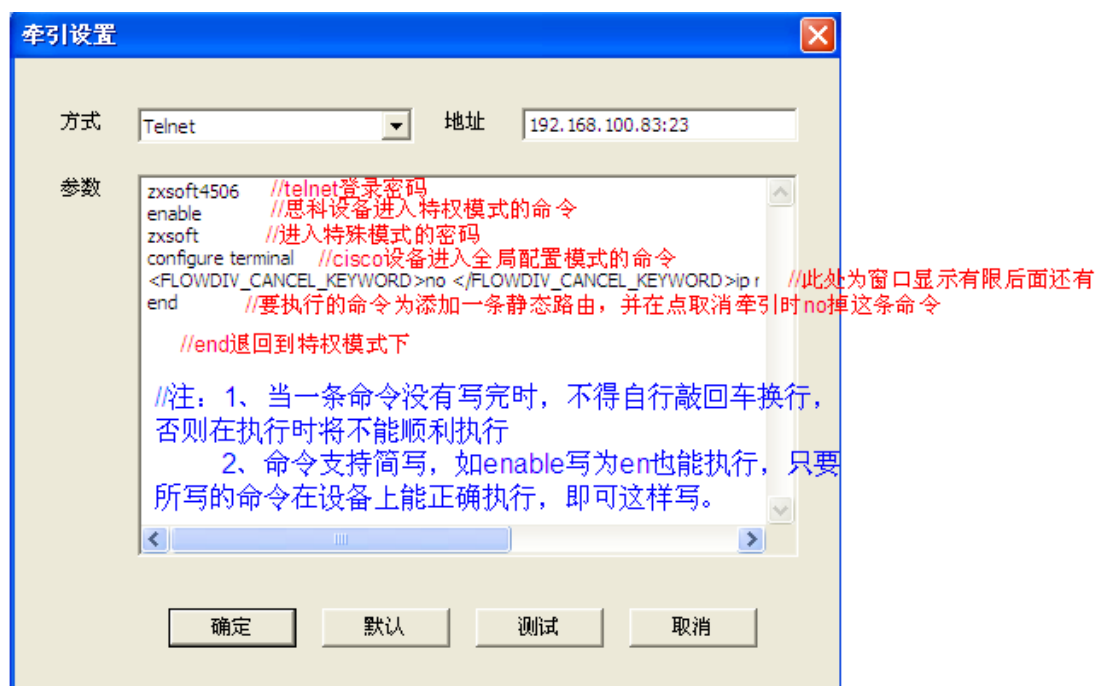 牵引设置
方式 Telnet 地址 192.168.100.83:23
参数
zxsoft4506 //telnet登录密码
enable //思科设备进入特权模式的命令
zxsoft //进入特殊模式的密码
configure terminal //cisco设备进入全局配置模式的命令
<FLOWDIV_CANCEL_KEYWORD>no </FLOWDIV_CANCEL_KEYWORD>ip r //此处为窗口显示有限后面还有
end //要执行的命令为添加一条静态路由，并在点取消牵引时no掉这条命令
//end退回到特权模式下
//注：1、当一条命令没有写完时，不得自行敲回车换行，
否则在执行时将不能顺利执行
2、命令支持简写，如enable写为en也能执行，只要
所写的命令在设备上能正确执行，即可这样写。
确定 默认 测试 取消